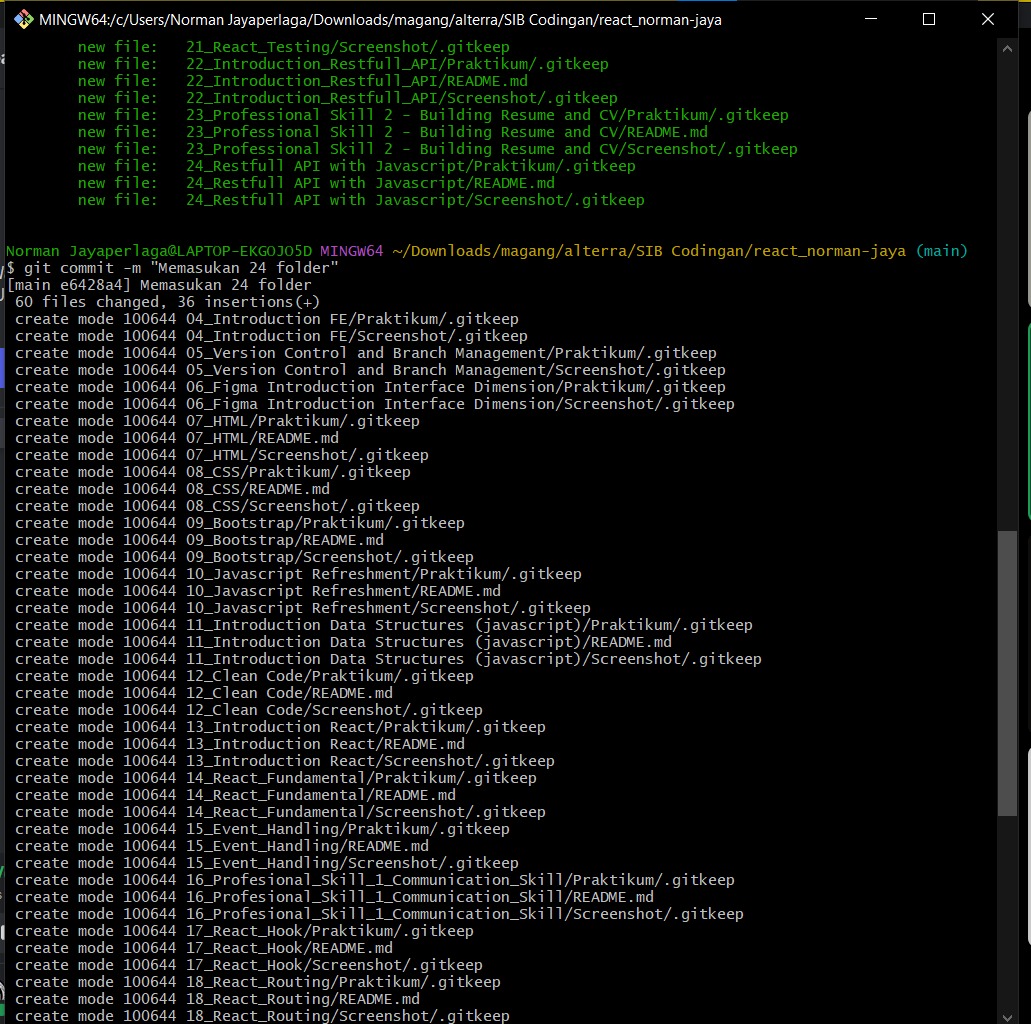 MINGW64:/c/Users/Norman Jayaperlaga/Downloads/magang/alterra/SIB Codingan/react_norman-jaya
new file:   21_React_Testing/Screenshot/.gitkeep
new file:   22_Introduction_Restfull_API/Praktikum/.gitkeep
new file:   22_Introduction_Restfull_API/README.md
new file:   22_Introduction_Restfull_API/Screenshot/.gitkeep
new file:   23_Professional Skill 2 - Building Resume and CV/Praktikum/.gitkeep
new file:   23_Professional Skill 2 - Building Resume and CV/README.md
new file:   23_Professional Skill 2 - Building Resume and CV/Screenshot/.gitkeep
new file:   24_Restfull API with Javascript/Praktikum/.gitkeep
new file:   24_Restfull API with Javascript/README.md
new file:   24_Restfull API with Javascript/Screenshot/.gitkeep
Norman Jayaperlaga@LAPTOP-EKGOJO5D MINGW64 ~/Downloads/magang/alterra/SIB Codingan/react_norman-jaya (main)
$ git commit -m "Memasukan 24 folder"
[main e6428a4] Memasukan 24 folder
60 files changed, 36 insertions(+)
create mode 100644 04_Introduction FE/Praktikum/.gitkeep
create mode 100644 04_Introduction FE/Screenshot/.gitkeep
create mode 100644 05_Version Control and Branch Management/Praktikum/.gitkeep
create mode 100644 05_Version Control and Branch Management/Screenshot/.gitkeep
create mode 100644 06_Figma Introduction Interface Dimension/Praktikum/.gitkeep
create mode 100644 06_Figma Introduction Interface Dimension/Screenshot/.gitkeep
create mode 100644 07_HTML/Praktikum/.gitkeep
create mode 100644 07_HTML/README.md
create mode 100644 07_HTML/Screenshot/.gitkeep
create mode 100644 08_CSS/Praktikum/.gitkeep
create mode 100644 08_CSS/README.md
create mode 100644 08_CSS/Screenshot/.gitkeep
create mode 100644 09_Bootstrap/Praktikum/.gitkeep
create mode 100644 09_Bootstrap/README.md
create mode 100644 09_Bootstrap/Screenshot/.gitkeep
create mode 100644 10_Javascript Refreshment/Praktikum/.gitkeep
create mode 100644 10_Javascript Refreshment/README.md
create mode 100644 10_Javascript Refreshment/Screenshot/.gitkeep
create mode 100644 11_Introduction Data Structures (javascript)/Praktikum/.gitkeep
create mode 100644 11_Introduction Data Structures (javascript)/README.md
create mode 100644 11_Introduction Data Structures (javascript)/Screenshot/.gitkeep
create mode 100644 12_Clean Code/Praktikum/.gitkeep
create mode 100644 12_Clean Code/README.md
create mode 100644 12_Clean Code/Screenshot/.gitkeep
create mode 100644 13_Introduction React/Praktikum/.gitkeep
create mode 100644 13_Introduction React/README.md
create mode 100644 13_Introduction React/Screenshot/.gitkeep
create mode 100644 14_React_Fundamental/Praktikum/.gitkeep
create mode 100644 14_React_Fundamental/README.md
create mode 100644 14_React_Fundamental/Screenshot/.gitkeep
create mode 100644 15_Event_Handling/Praktikum/.gitkeep
create mode 100644 15_Event_Handling/README.md
create mode 100644 15_Event_Handling/Screenshot/.gitkeep
create mode 100644 16_Profesional_Skill_1_Communication_Skill/Praktikum/.gitkeep
create mode 100644 16_Profesional_Skill_1_Communication_Skill/README.md
create mode 100644 16_Profesional_Skill_1_Communication_Skill/Screenshot/.gitkeep
create mode 100644 17_React_Hook/Praktikum/.gitkeep
create mode 100644 17_React_Hook/README.md
create mode 100644 17_React_Hook/Screenshot/.gitkeep
create mode 100644 18_React_Routing/Praktikum/.gitkeep
create mode 100644 18_React_Routing/README.md
create mode 100644 18_React_Routing/Screenshot/.gitkeep